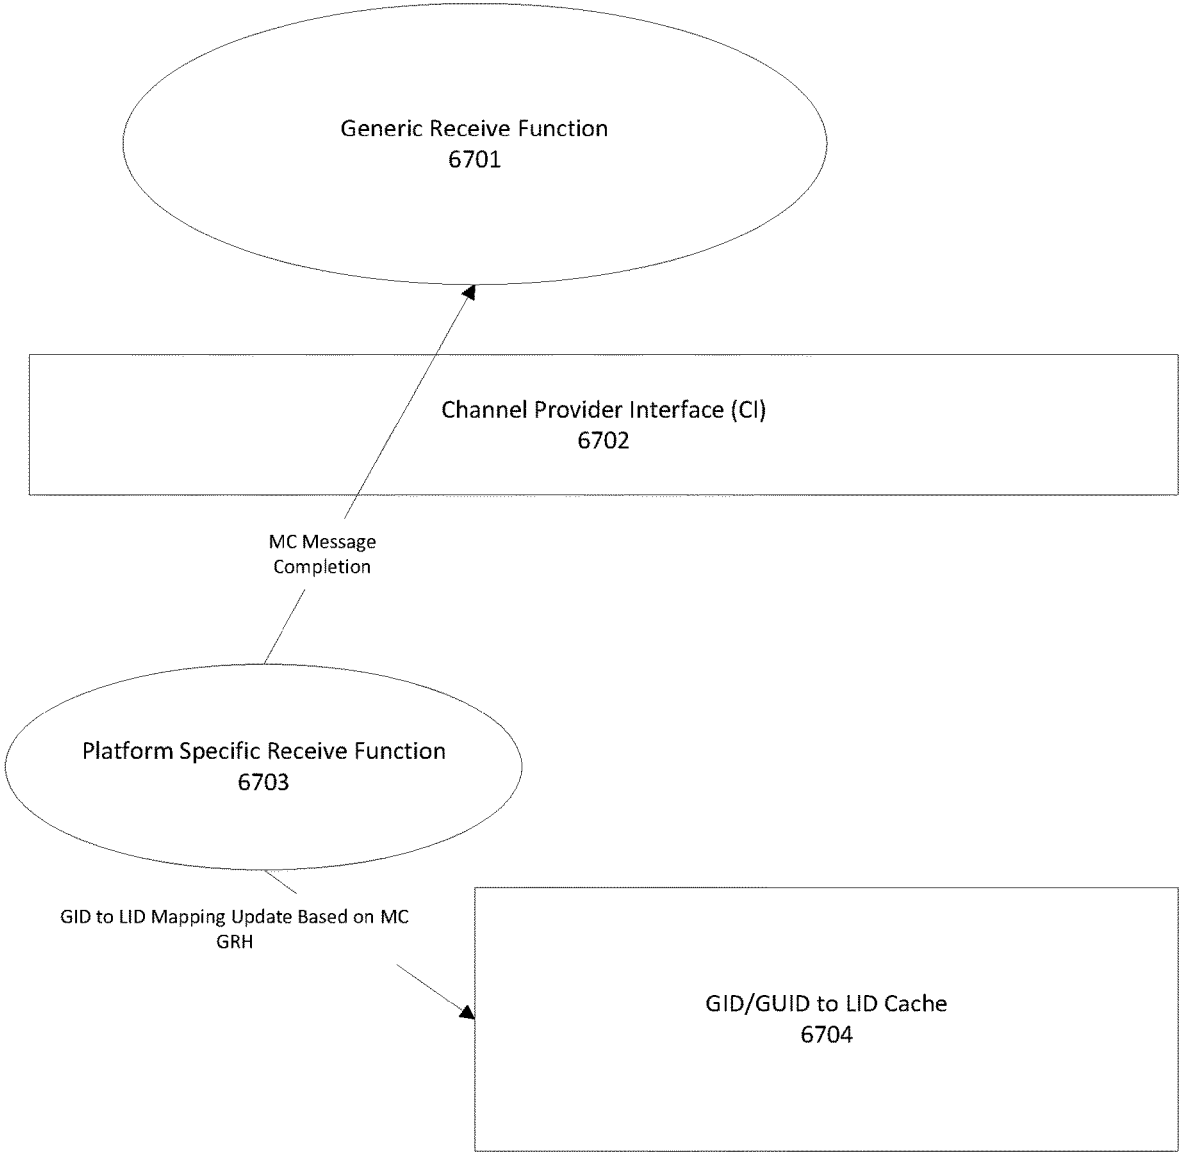 Generic Receive Function
6701
Channel Provider Interface (CI)
6702
MC Message
Completion
Platform Specific Receive Function
6703
GID to LID Mapping Update Based on MC
GRH
GID/GUID to LID Cache
6704